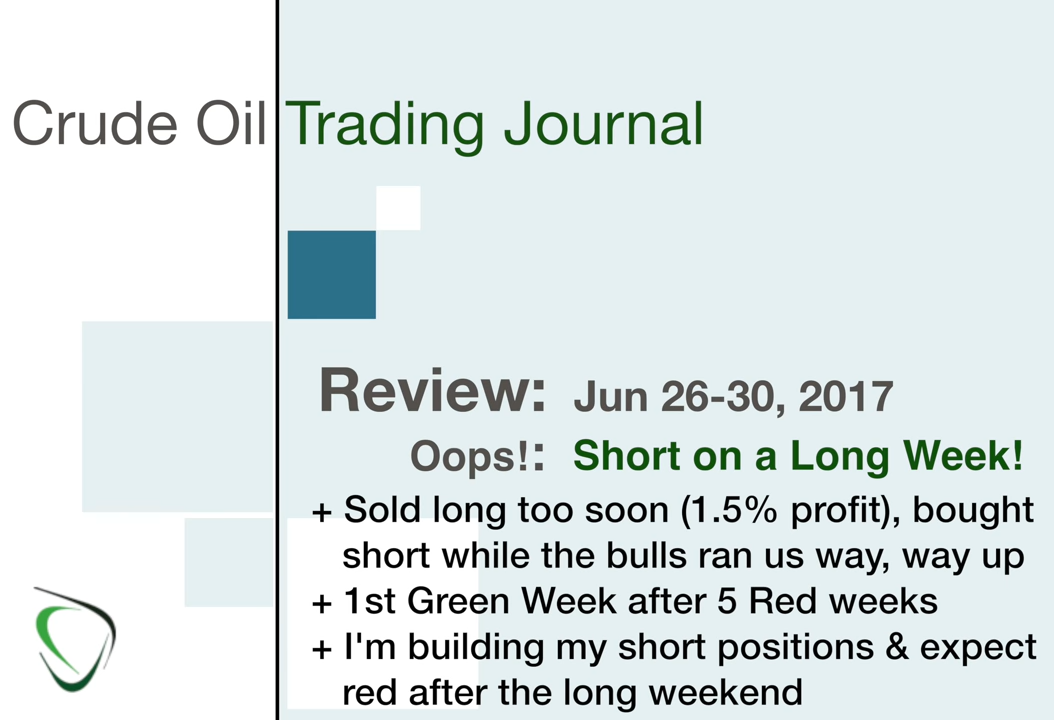 Crude Oil Trading Journal
Review: Jun 26-30, 2017
Oops!: Short on a Long Week!
+ Sold long too soon (1.5% profit), bought
short while the bulls ran us way, way up
+ 1st Green Week after 5 Red weeks
+ I'm building my short positions & expect
red after the long weekend